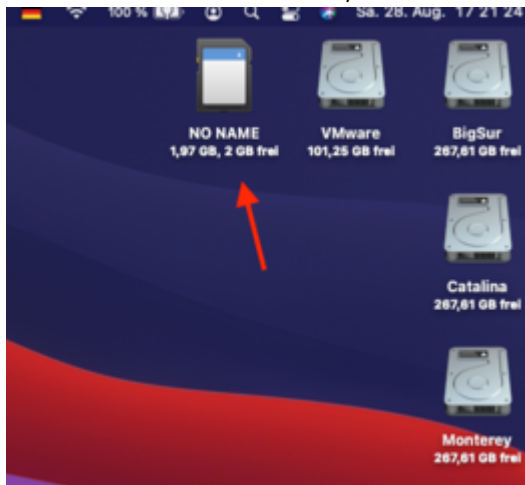 100 % Sa. 28. Aug. 17 21 24
NO NAME
1,97 GB, 2 GB frei
VMware
101,25 GB frei
BigSur
267,61 GB frei
Catalina
267,61 GB frei
Monterey
267,61 GB frei